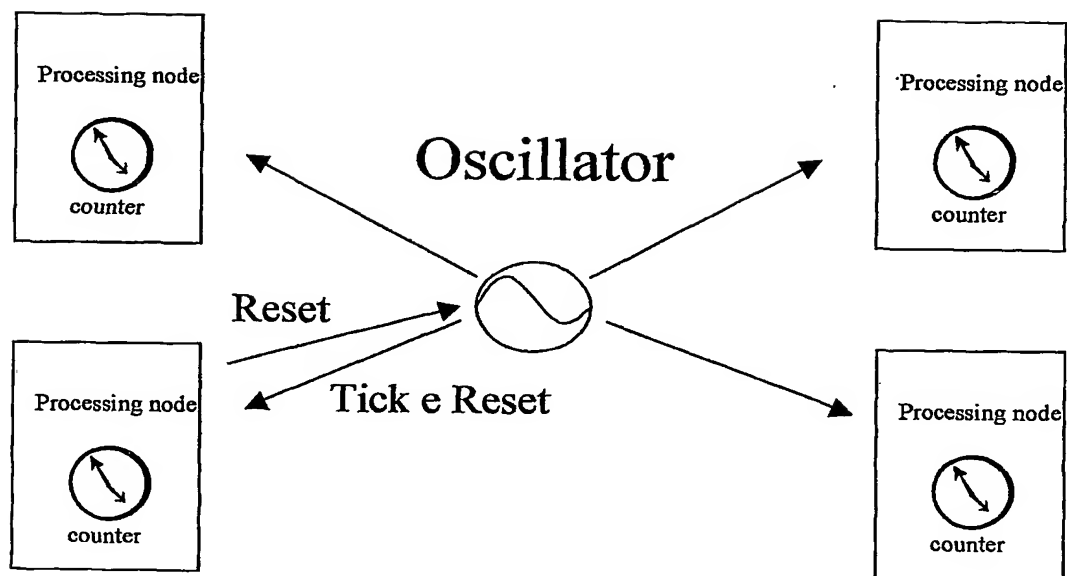 Processing node
counter
Oscillator
Processing node
counter
Reset
Tick e Reset
Processing node
counter
Processing node
counter